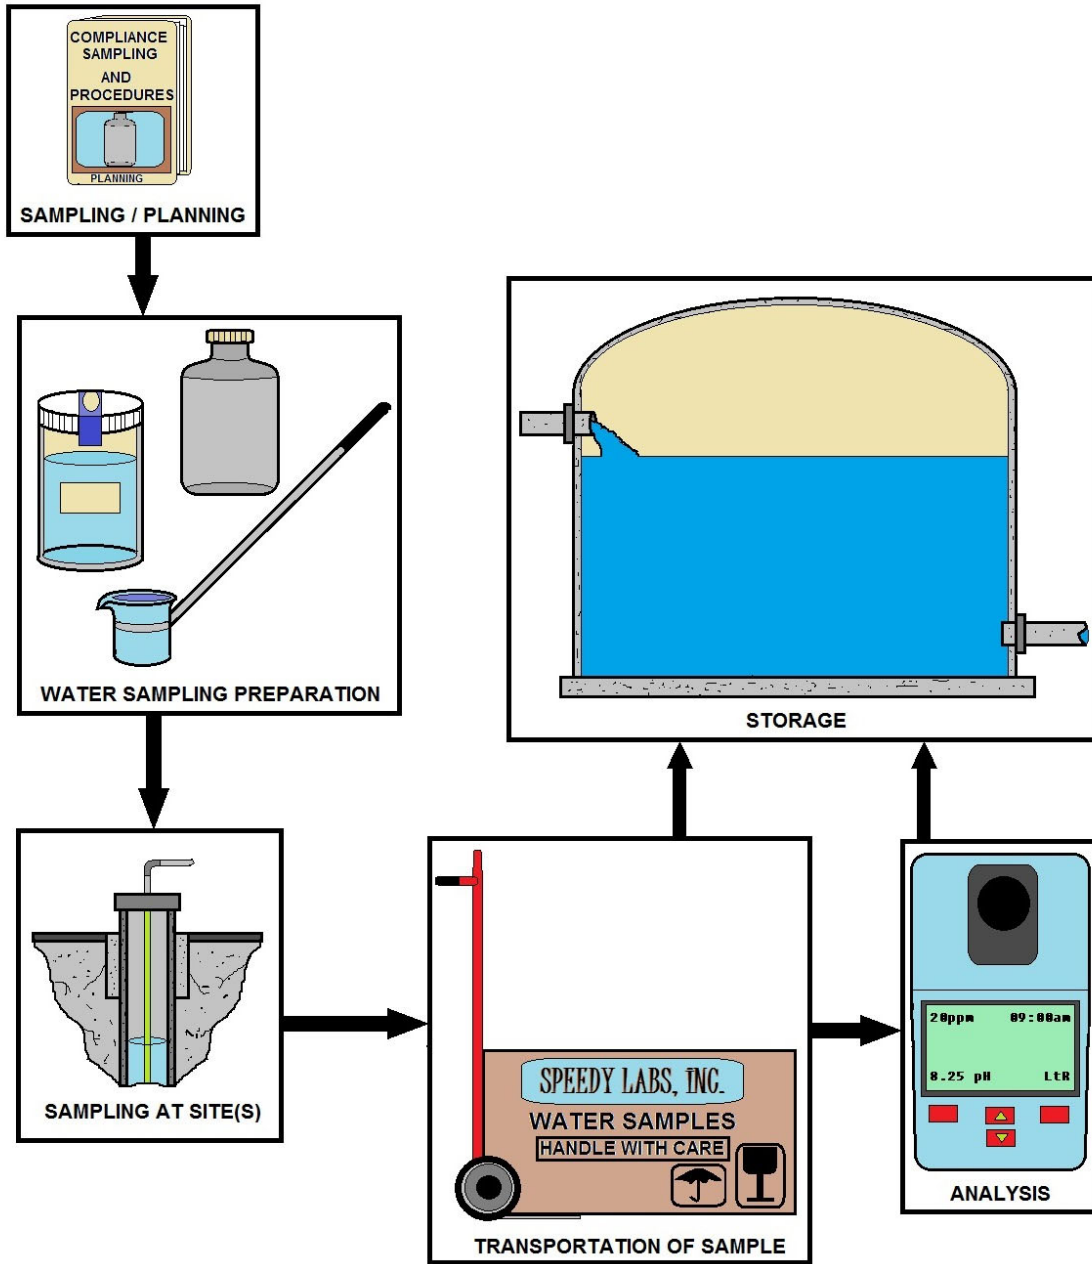 COMPLIANCE
SAMPLING
AND
PROCEDURES
PLANNING
SAMPLING / PLANNING
WATER SAMPLING PREPARATION
STORAGE
SAMPLING AT SITE(S)
SPEEDY LABS, INC.
WATER SAMPLES
HANDLE WITH CARE
TRANSPORTATION OF SAMPLE
20ppm 09:00am
8.25 pH LtR
ANALYSIS